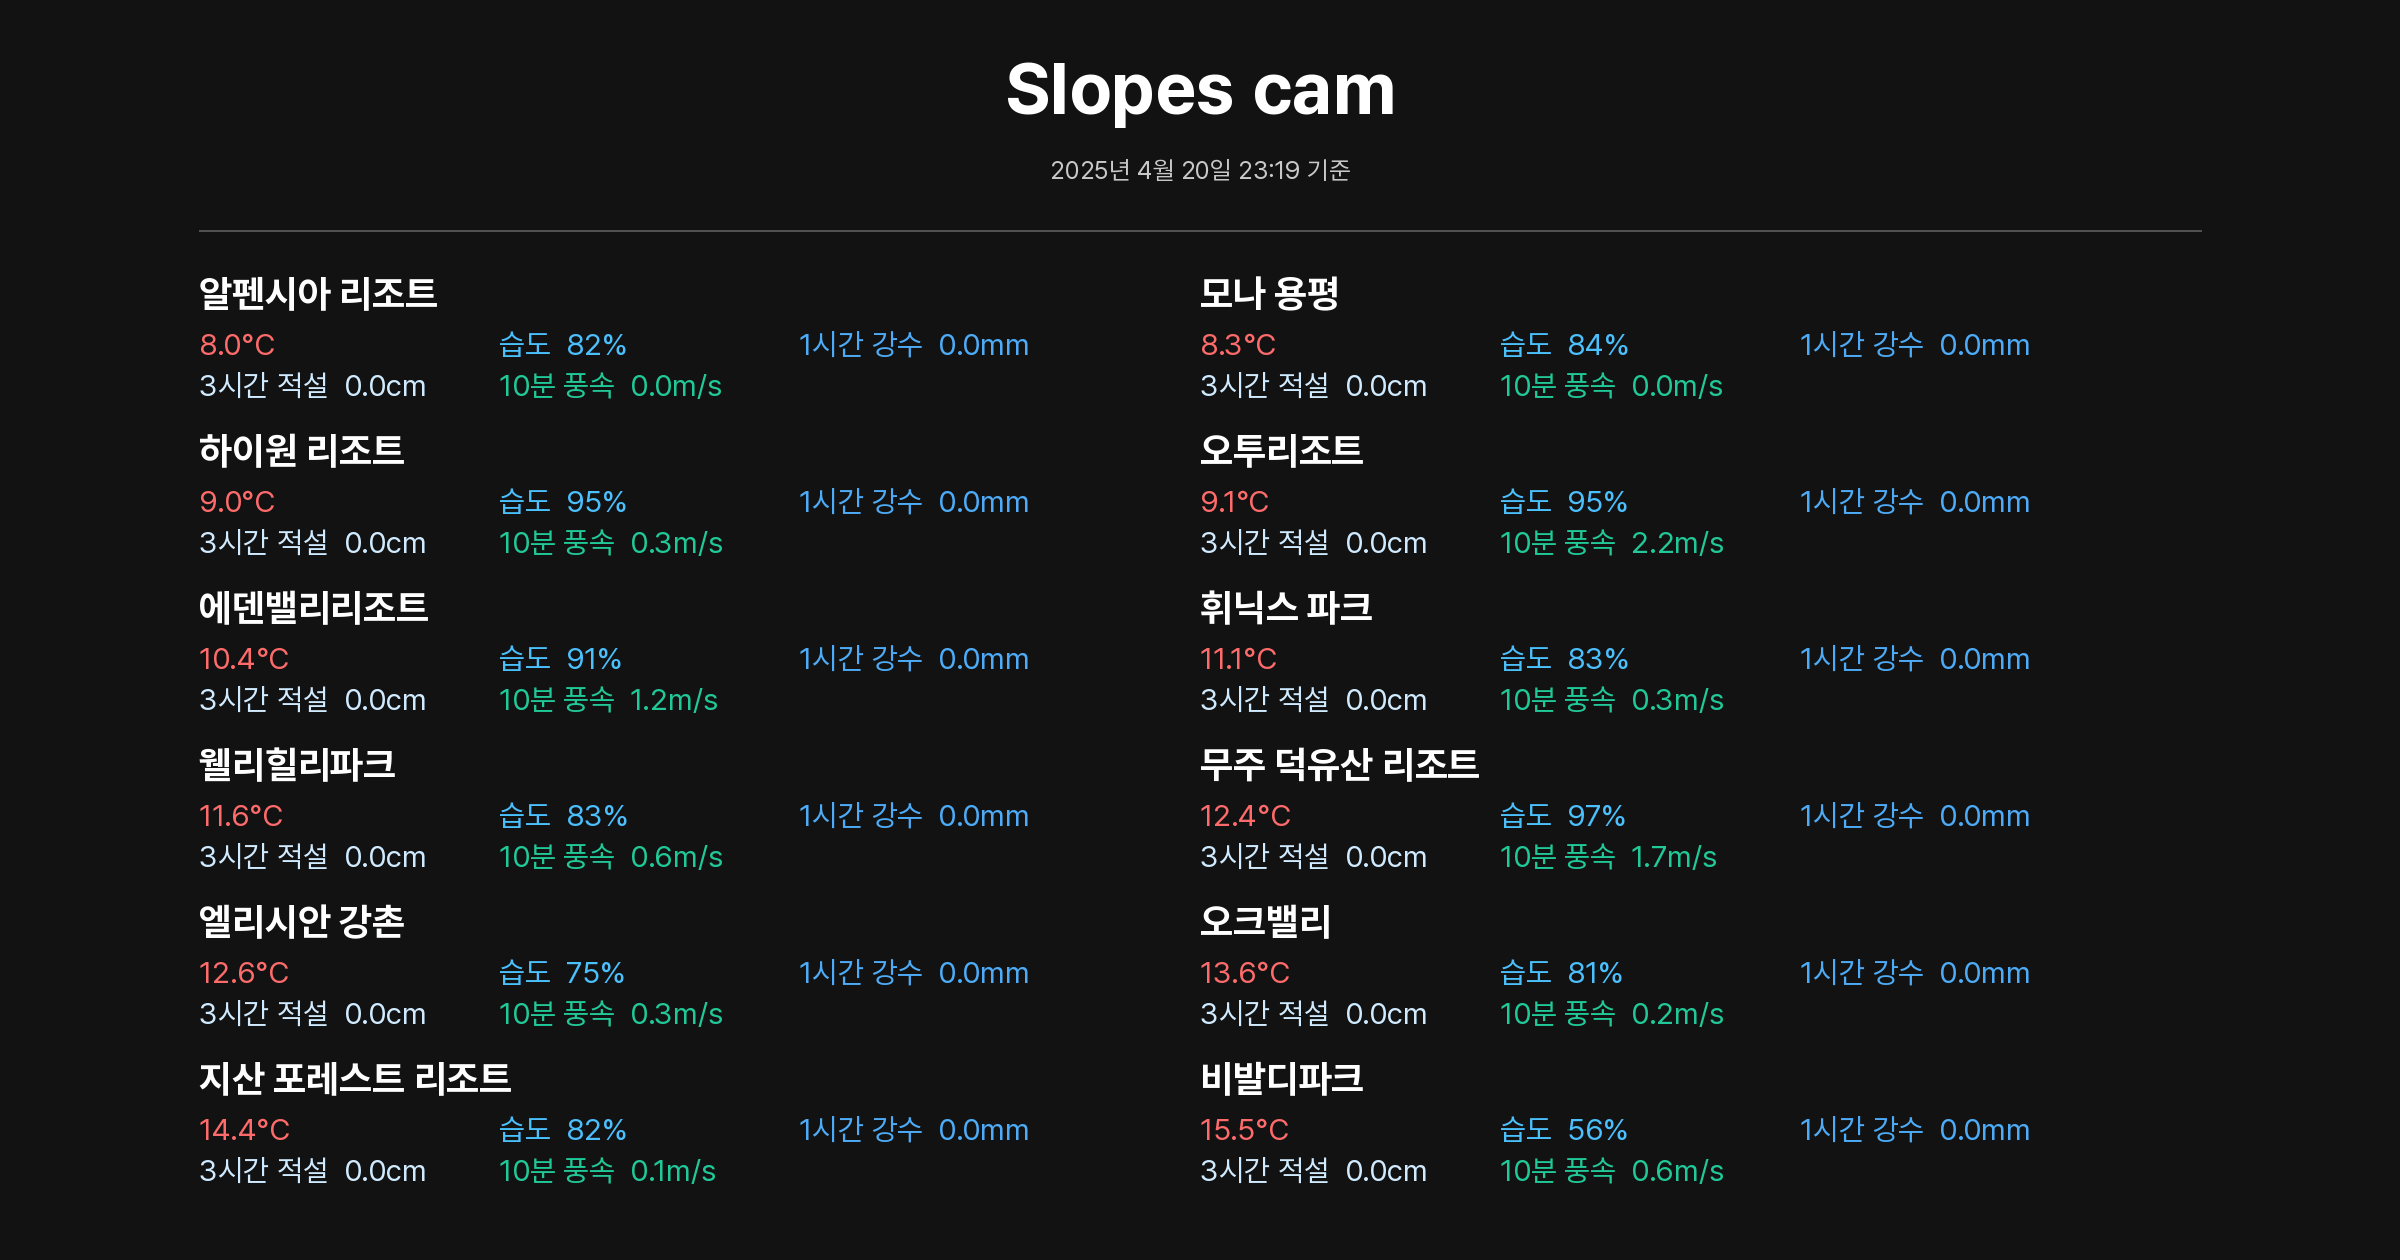 Slopes cam
2025년 4월 20일 23:19 기준
알펜시아 리조트
8.0°C 습도 82% 1시간 강수 0.0mm
3시간 적설 0.0cm 10분 풍속 0.0m/s
모나 용평
8.3°C 습도 84% 1시간 강수 0.0mm
3시간 적설 0.0cm 10분 풍속 0.0m/s
하이원 리조트
9.0°C 습도 95% 1시간 강수 0.0mm
3시간 적설 0.0cm 10분 풍속 0.3m/s
오투리조트
9.1°C 습도 95% 1시간 강수 0.0mm
3시간 적설 0.0cm 10분 풍속 2.2m/s
에덴밸리리조트
10.4°C 습도 91% 1시간 강수 0.0mm
3시간 적설 0.0cm 10분 풍속 1.2m/s
휘닉스 파크
11.1°C 습도 83% 1시간 강수 0.0mm
3시간 적설 0.0cm 10분 풍속 0.3m/s
웰리힐리파크
11.6°C 습도 83% 1시간 강수 0.0mm
3시간 적설 0.0cm 10분 풍속 0.6m/s
무주 덕유산 리조트
12.4°C 습도 97% 1시간 강수 0.0mm
3시간 적설 0.0cm 10분 풍속 1.7m/s
엘리시안 강촌
12.6°C 습도 75% 1시간 강수 0.0mm
3시간 적설 0.0cm 10분 풍속 0.3m/s
오크밸리
13.6°C 습도 81% 1시간 강수 0.0mm
3시간 적설 0.0cm 10분 풍속 0.2m/s
지산 포레스트 리조트
14.4°C 습도 82% 1시간 강수 0.0mm
3시간 적설 0.0cm 10분 풍속 0.1m/s
비발디파크
15.5°C 습도 56% 1시간 강수 0.0mm
3시간 적설 0.0cm 10분 풍속 0.6m/s